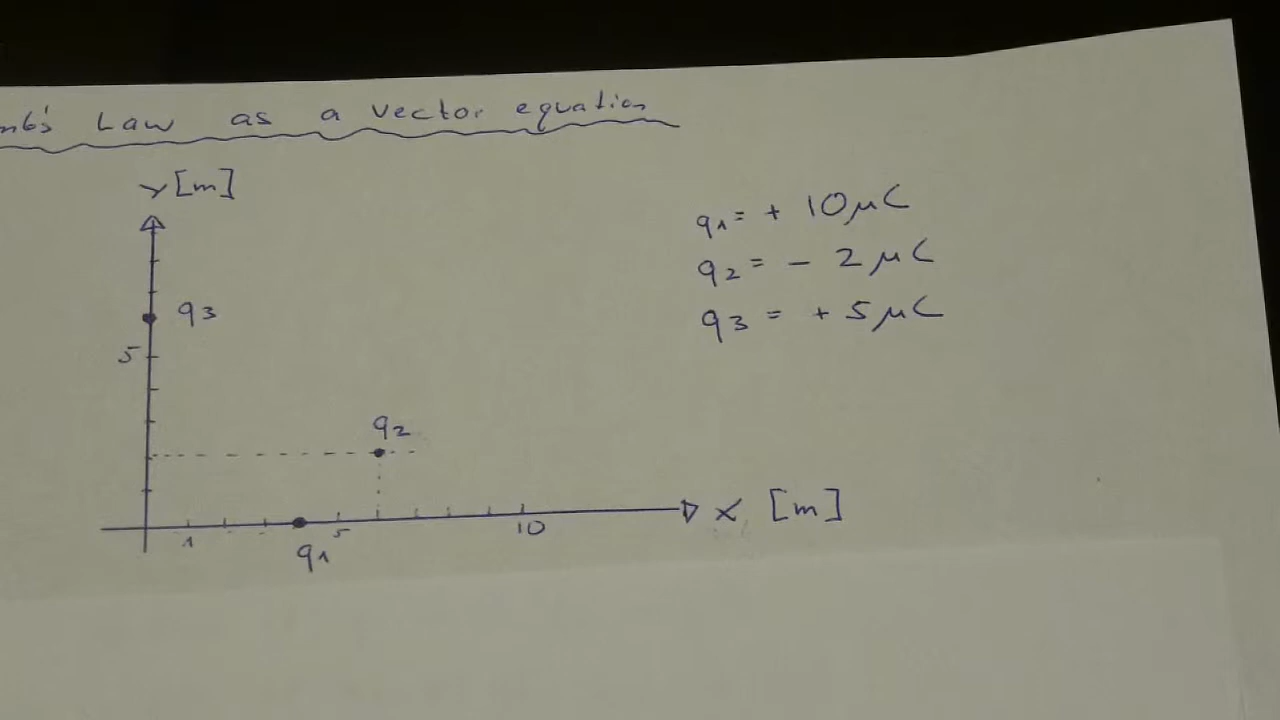 Law as a vector equation
y [m]
q1 = + 10 μC
q2 = - 2 μC
q3 = + 5 μC
q3
5
q2
x [m]
1
5
10
q1